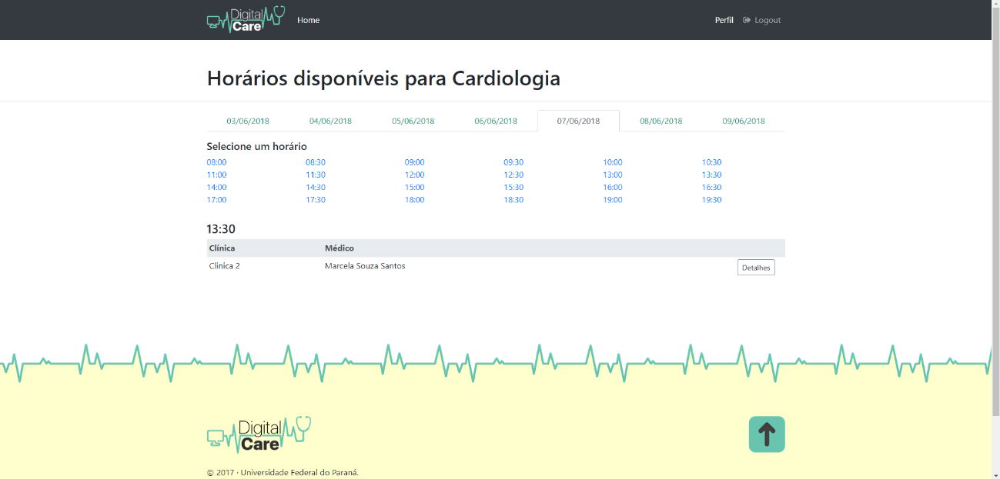 Digital Care Home Perfil Logout
Horários disponíveis para Cardiologia
03/06/2018 04/06/2018 05/06/2018 06/06/2018 07/06/2018 08/06/2018 09/06/2018
Selecione um horário
08:00 08:30 09:00 09:30 10:00 10:30
11:00 11:30 12:00 12:30 13:00 13:30
14:00 14:30 15:00 15:30 16:00 16:30
17:00 17:30 18:00 18:30 19:00 19:30
13:30
Clínica Médico
Clinica 2 Marcela Souza Santos Detalhes
Digital
Care
© 2017 · Universidade Federal do Paraná.